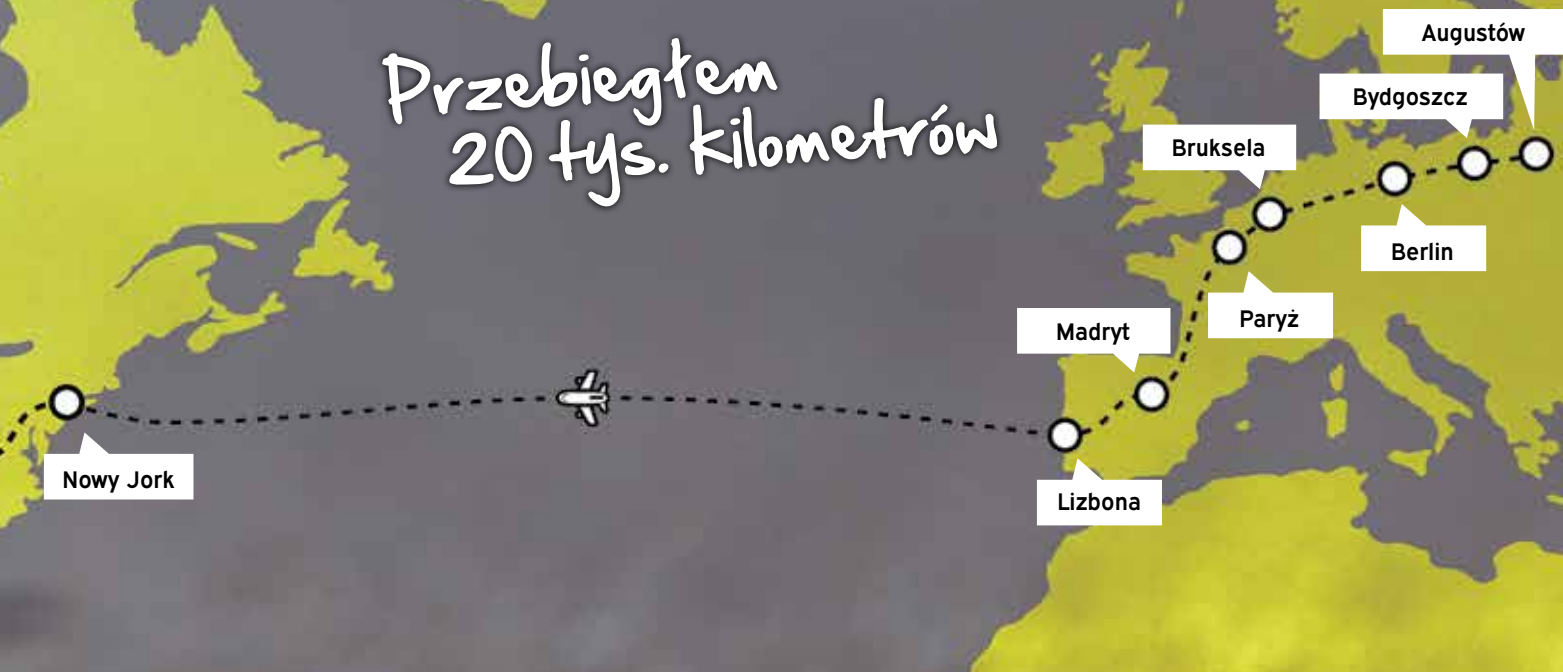 Przebiegłem
20 tys. kilometrów
Augustów
Bydgoszcz
Bruksela
Berlin
Paryż
Madryt
Nowy Jork
Lizbona